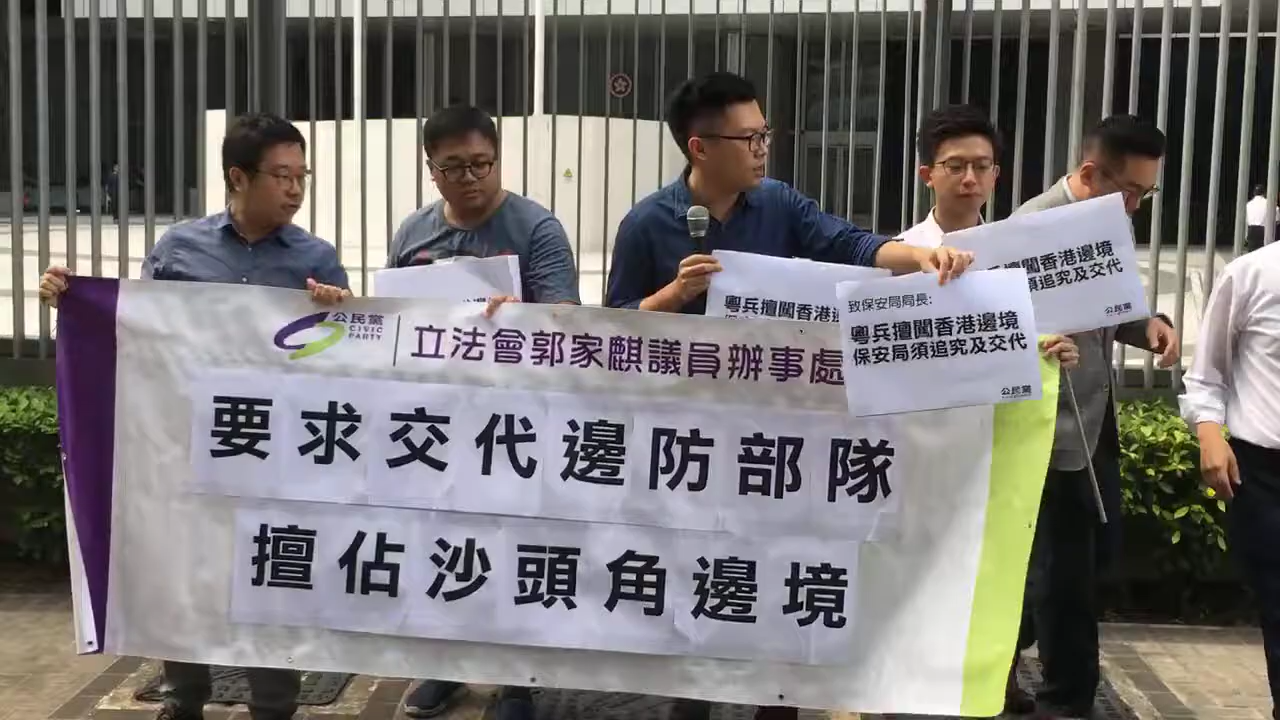 公民黨
CIVIC
PARTY
立法會郭家麒議員辦事處
要求交代邊防部隊
擅佔沙頭角邊境
粵兵擅闖香港邊
致保安局局長:
粵兵擅闖香港邊境
保安局須追究及交代
公民黨
兵擅闖香港邊境
須追究及交代
公民黨